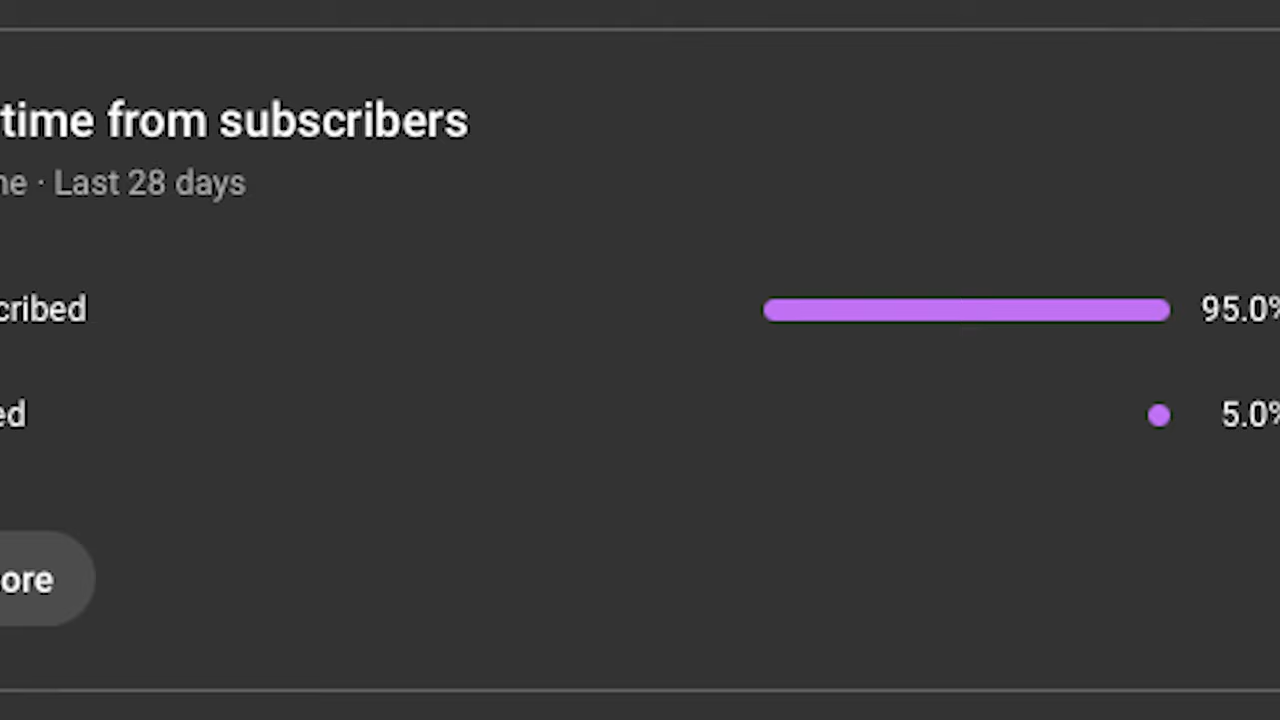 time from subscribers
ne · Last 28 days
cribed
95.0%
ed
5.0%
ore